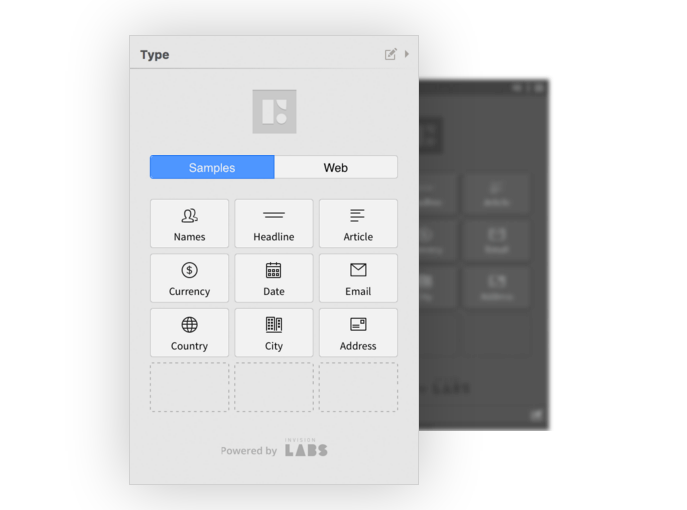 Type
Samples Web
Names Headline Article
Currency Date Email
Country City Address
INVISION
Powered by LABS